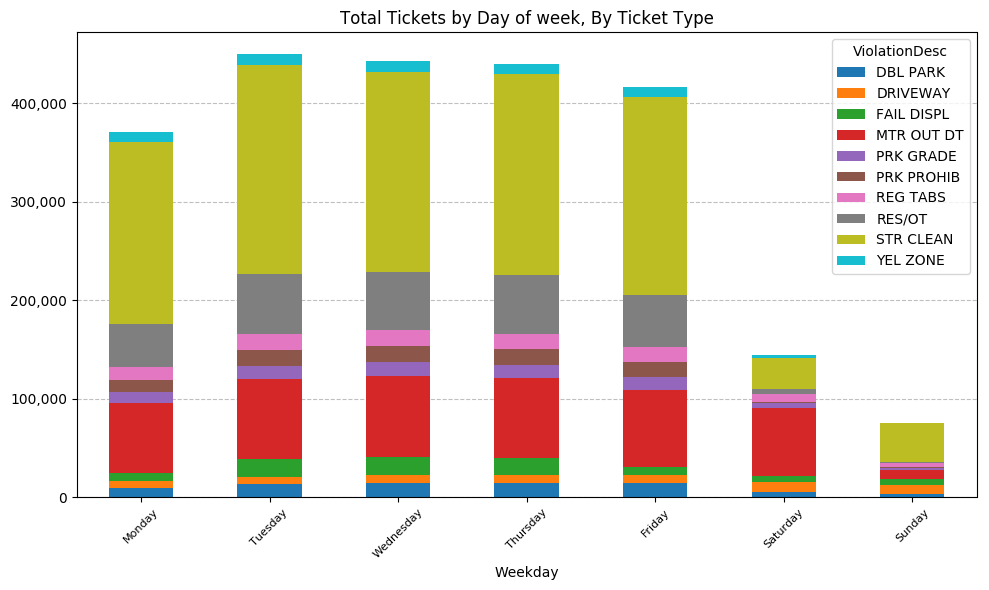 Total Tickets by Day of week, By Ticket Type
ViolationDesc
DBL PARK
DRIVEWAY
FAIL DISPL
MTR OUT DT
PRK GRADE
PRK PROHIB
REG TABS
RES/OT
STR CLEAN
YEL ZONE
400,000
300,000
200,000
100,000
0
Monday
Tuesday
Wednesday
Thursday
Friday
Saturday
Sunday
Weekday